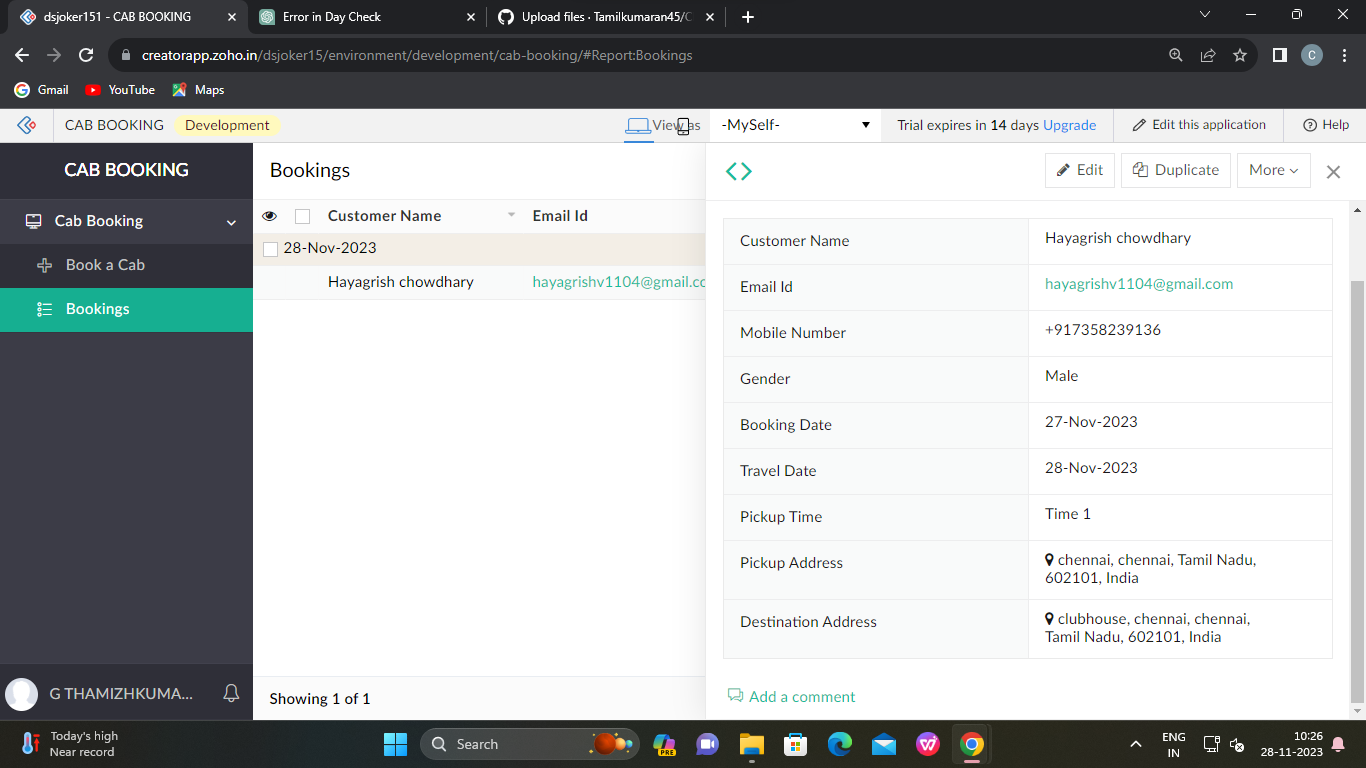 dsjoker151 - CAB BOOKING
Error in Day Check
Upload files · Tamilkumaran45/C
creatorapp.zoho.in/dsjoker15/environment/development/cab-booking/#Report:Bookings
C
Gmail
YouTube
Maps
CAB BOOKING
Development
View as
-MySelf-
Trial expires in 14 days Upgrade
Edit this application
Help
CAB BOOKING
Cab Booking
Book a Cab
Bookings
G THAMIZHKUMA...
Bookings
Customer Name
Email Id
28-Nov-2023
Hayagrish chowdhary
hayagrishv1104@gmail.cc
Showing 1 of 1
Edit
Duplicate
More
Customer Name
Hayagrish chowdhary
Email Id
hayagrishv1104@gmail.com
Mobile Number
+917358239136
Gender
Male
Booking Date
27-Nov-2023
Travel Date
28-Nov-2023
Pickup Time
Time 1
Pickup Address
chennai, chennai, Tamil Nadu,
602101, India
Destination Address
clubhouse, chennai, chennai,
Tamil Nadu, 602101, India
Add a comment
Today's high
Near record
Search
PRE
ENG
IN
10:26
28-11-2023